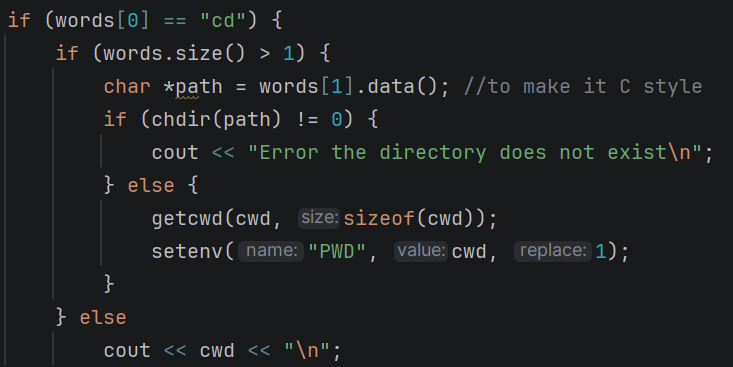 if (words[0] == "cd") {
    if (words.size() > 1) {
        char *path = words[1].data(); //to make it C style
        if (chdir(path) != 0) {
            cout << "Error the directory does not exist\n";
        } else {
            getcwd(cwd, size: sizeof(cwd));
            setenv( name: "PWD", value: cwd, replace: 1);
        }
    } else
        cout << cwd << "\n";